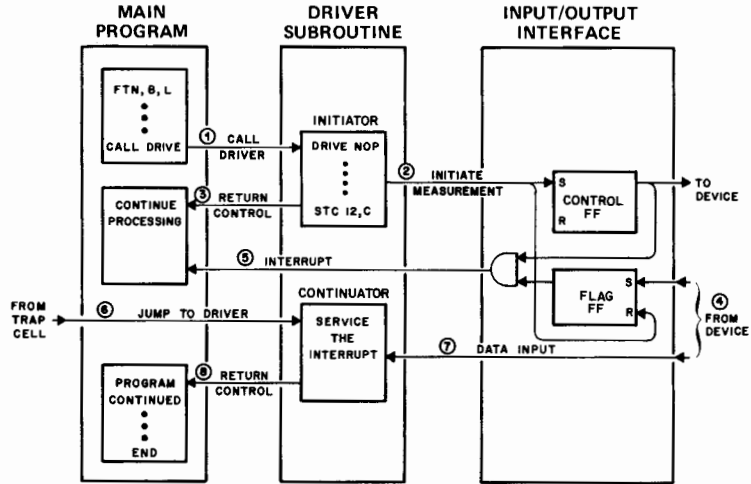 MAIN
PROGRAM
DRIVER
SUBROUTINE
INPUT/OUTPUT
INTERFACE
FTN, B, L
CALL DRIVE
① CALL
DRIVER
INITIATOR
DRIVE NOP
STC 12, C
② INITIATE
MEASUREMENT
S
CONTROL
FF
R
TO
DEVICE
CONTINUE
PROCESSING
③ RETURN
CONTROL
⑤ INTERRUPT
FLAG
FF
S
R
④
FROM
DEVICE
FROM
TRAP
CELL
⑥ JUMP TO DRIVER
CONTINUATOR
SERVICE
THE
INTERRUPT
⑦ DATA INPUT
⑧ RETURN
CONTROL
PROGRAM
CONTINUED
END